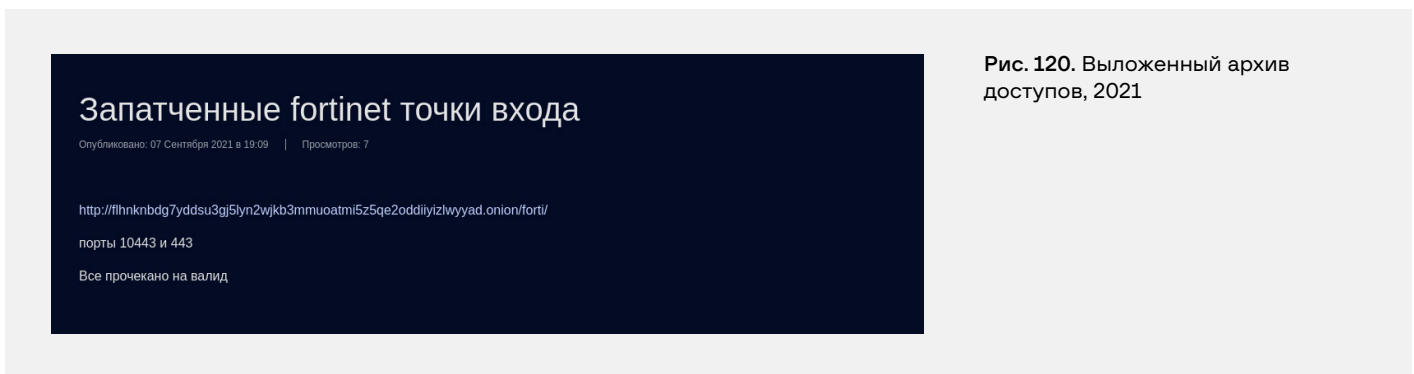 Запатченные fortinet точки входа
Опубликовано: 07 Сентября 2021 в 19:09 | Просмотров: 7
http://flhnknbdg7yddsu3gj5lyn2wjkb3mmuoatmi5z5qe2oddiiyizlwyyad.onion/forti/
порты 10443 и 443
Все прочекано на валид
Рис. 120. Выложенный архив
доступов, 2021